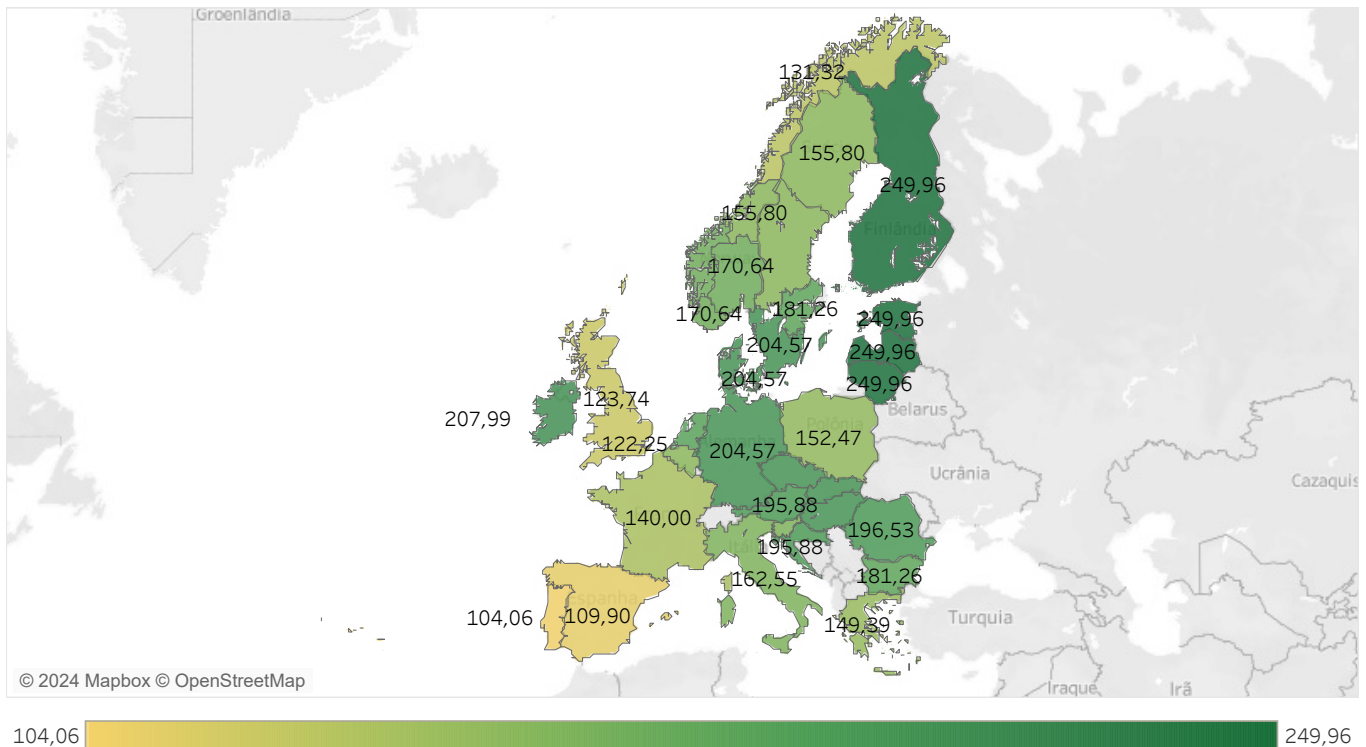 Groenlândia
131,32
155,80
249,96
155,80
Finlândia
170,64
170,64
181,26
249,96
204,57
249,96
204,57
249,96
123,74
Belarus
207,99
122,25
Polônia
152,47
204,57
Ucrânia
Cazaquis
140,00
195,88
196,53
195,88
162,55
181,26
Espanha
104,06
109,90
149,39
Turquia
© 2024 Mapbox © OpenStreetMap
Iraque
Irã
104,06
249,96